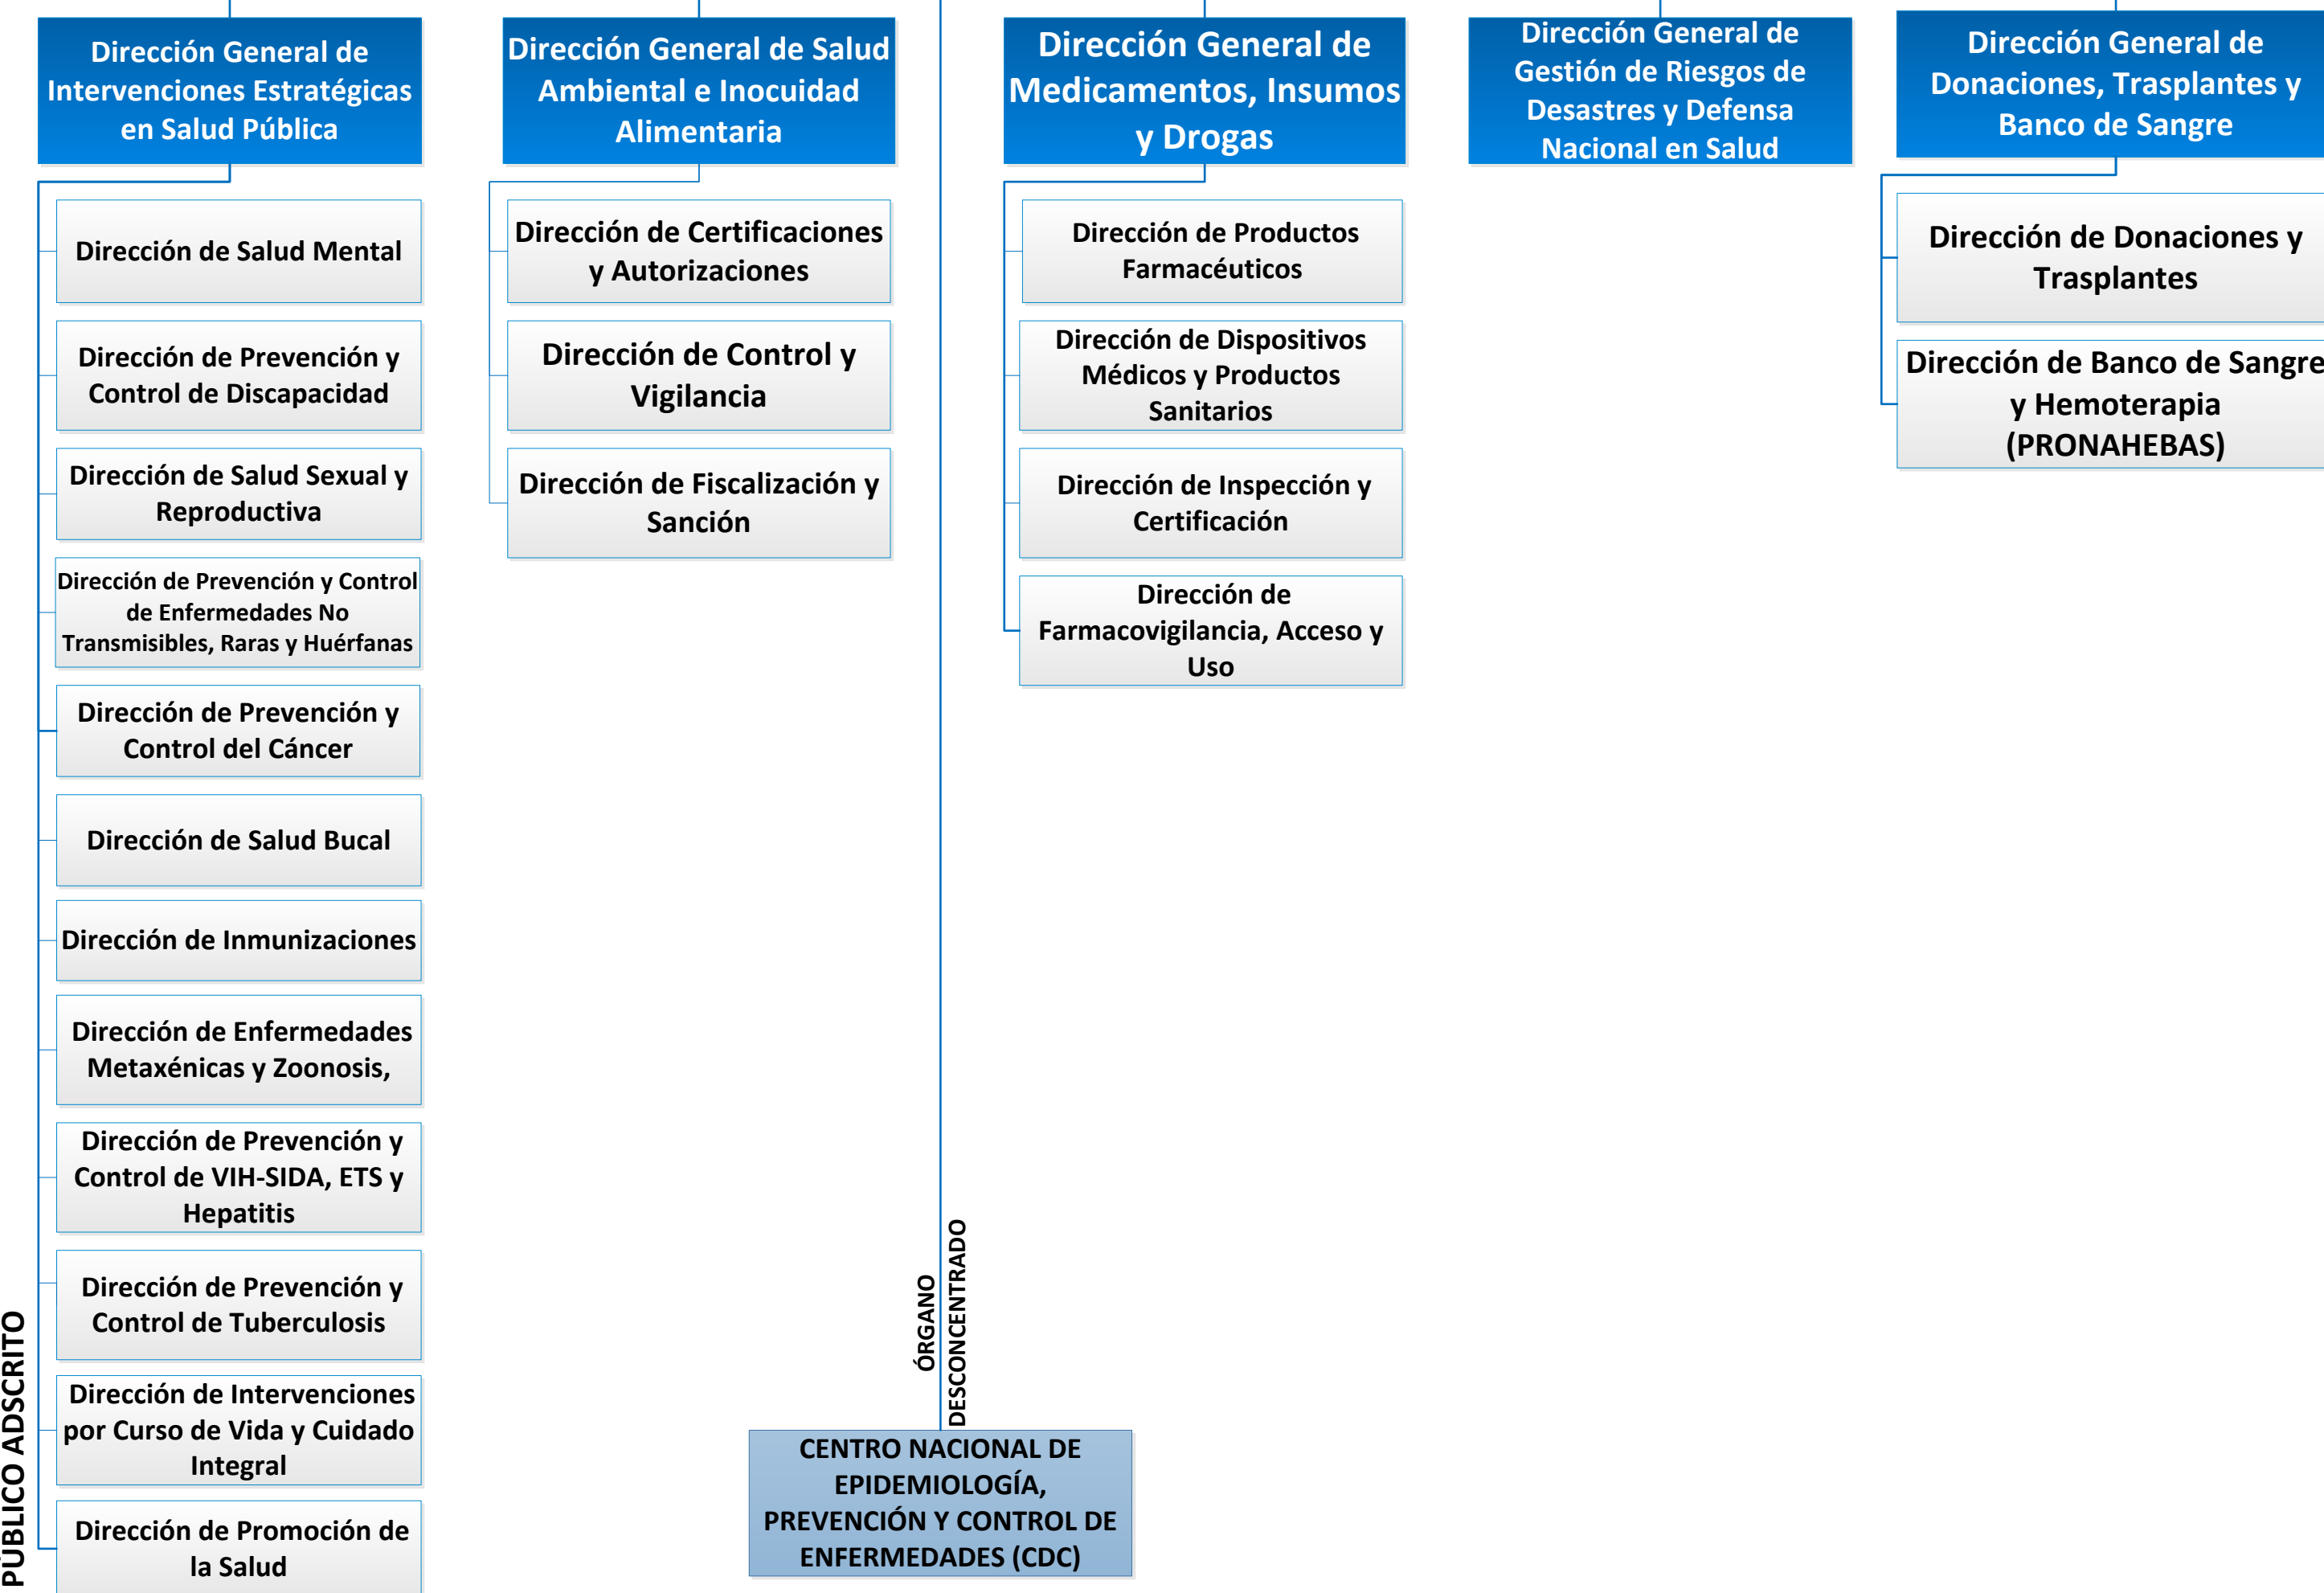 Dirección General de
Intervenciones Estratégicas
en Salud Pública
Dirección de Salud Mental
Dirección de Prevención y
Control de Discapacidad
Dirección de Salud Sexual y
Reproductiva
Dirección de Prevención y Control
de Enfermedades No
Transmisibles, Raras y Huérfanas
Dirección de Prevención y
Control del Cáncer
Dirección de Salud Bucal
Dirección de Inmunizaciones
Dirección de Enfermedades
Metaxénicas y Zoonosis,
Dirección de Prevención y
Control de VIH-SIDA, ETS y
Hepatitis
Dirección de Prevención y
Control de Tuberculosis
Dirección de Intervenciones
por Curso de Vida y Cuidado
Integral
Dirección de Promoción de
la Salud
PÚBLICO ADSCRITO
Dirección General de Salud
Ambiental e Inocuidad
Alimentaria
Dirección de Certificaciones
y Autorizaciones
Dirección de Control y
Vigilancia
Dirección de Fiscalización y
Sanción
ÓRGANO
DESCONCENTRADO
CENTRO NACIONAL DE
EPIDEMIOLOGÍA,
PREVENCIÓN Y CONTROL DE
ENFERMEDADES (CDC)
Dirección General de
Medicamentos, Insumos
y Drogas
Dirección de Productos
Farmacéuticos
Dirección de Dispositivos
Médicos y Productos
Sanitarios
Dirección de Inspección y
Certificación
Dirección de
Farmacovigilancia, Acceso y
Uso
Dirección General de
Gestión de Riesgos de
Desastres y Defensa
Nacional en Salud
Dirección General de
Donaciones, Trasplantes y
Banco de Sangre
Dirección de Donaciones y
Trasplantes
Dirección de Banco de Sangre
y Hemoterapia
(PRONAHEBAS)